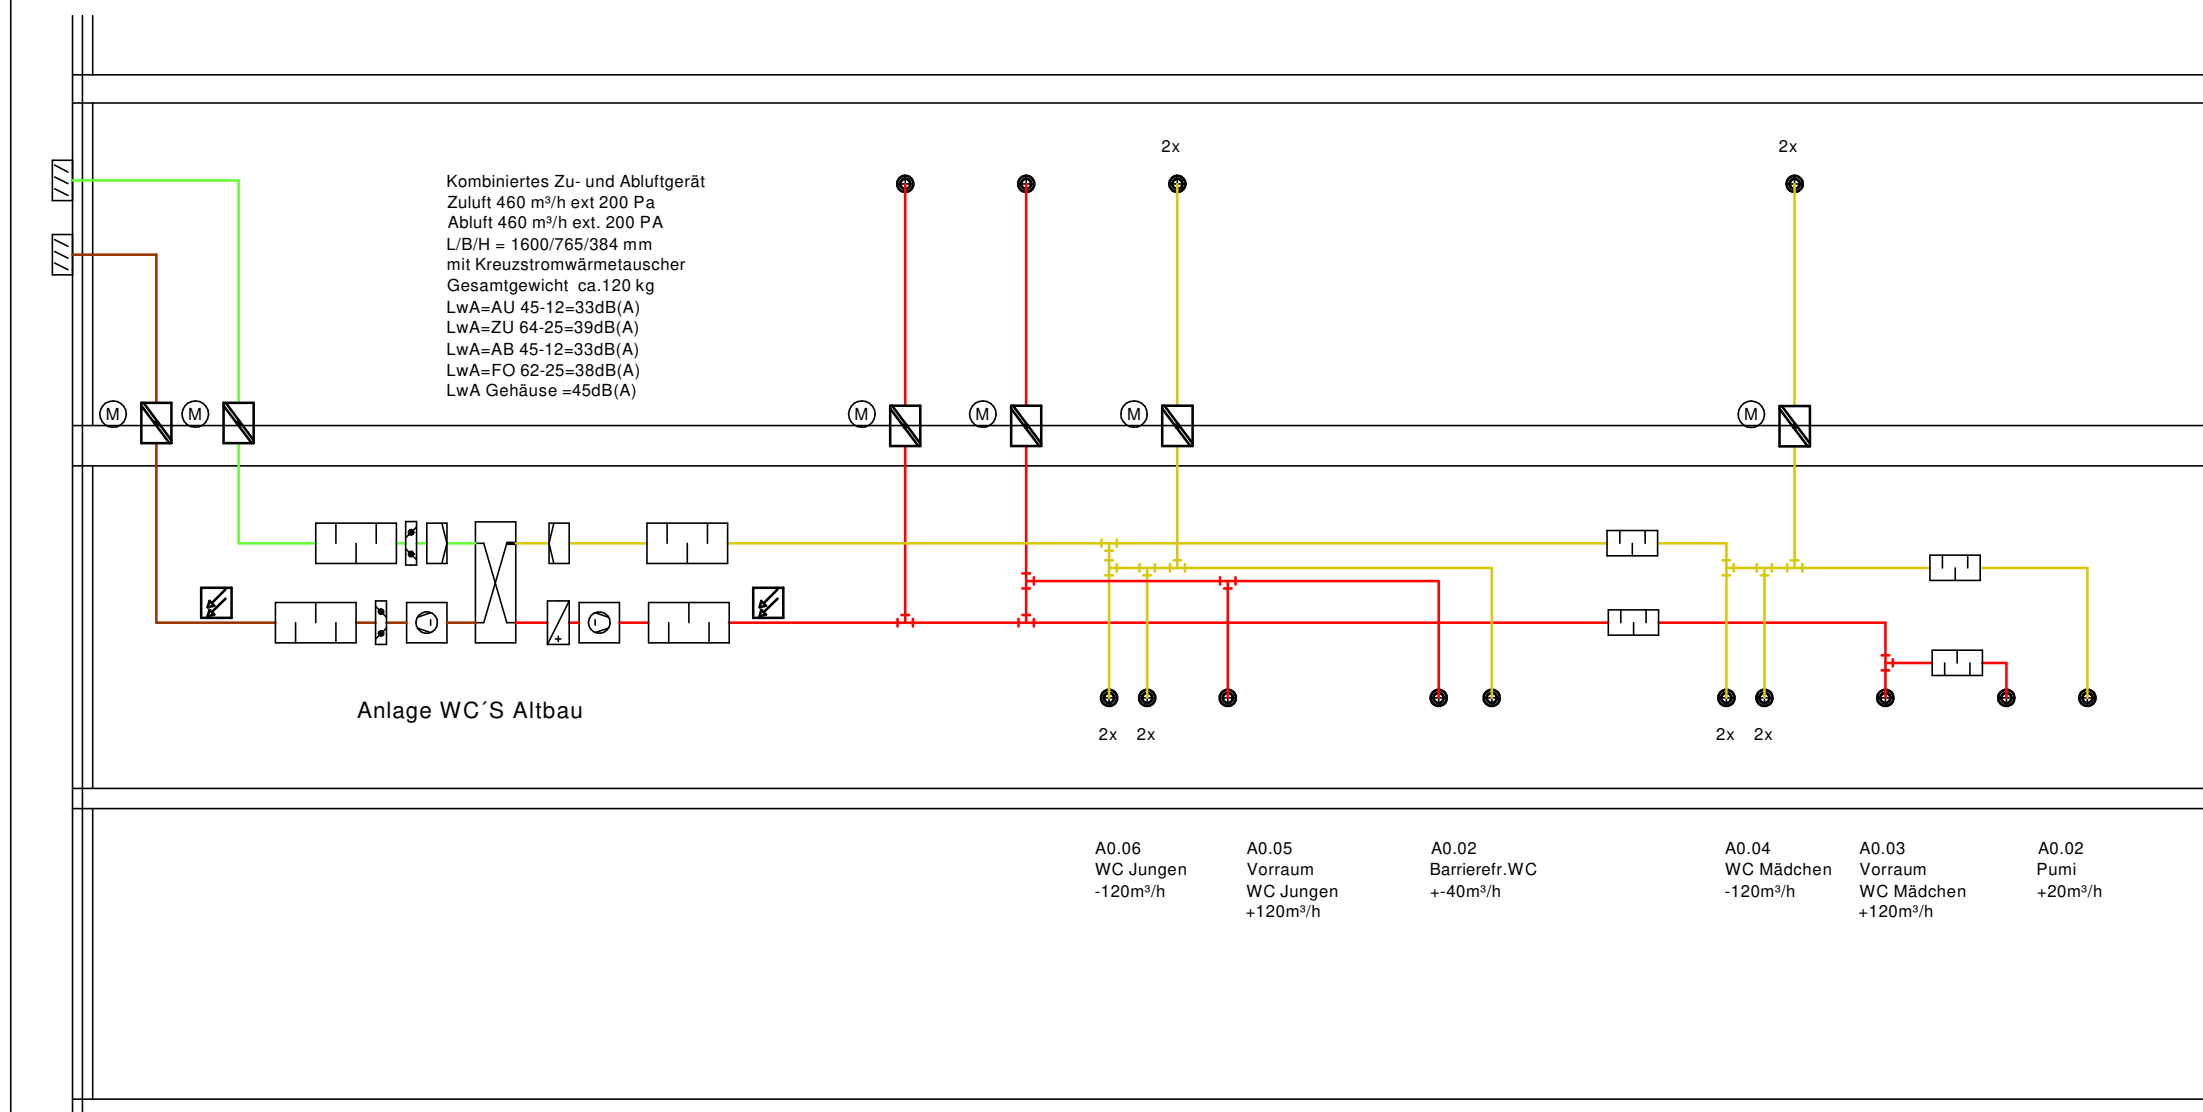 2x
2x
Kombiniertes Zu- und Abluftgerät
Zuluft 460 m³/h ext 200 Pa
Abluft 460 m³/h ext. 200 PA
L/B/H = 1600/765/384 mm
mit Kreuzstromwärmetauscher
Gesamtgewicht ca.120 kg
LwA=AU 45-12=33dB(A)
LwA=ZU 64-25=39dB(A)
LwA=AB 45-12=33dB(A)
LwA=FO 62-25=38dB(A)
LwA Gehäuse =45dB(A)
M
M
M
M
M
M
Anlage WC´S Altbau
2x
2x
2x
2x
A0.06
WC Jungen
-120m³/h
A0.05
Vorraum
WC Jungen
+120m³/h
A0.02
Barrierefr.WC
+-40m³/h
A0.04
WC Mädchen
-120m³/h
A0.03
Vorraum
WC Mädchen
+120m³/h
A0.02
Pumi
+20m³/h